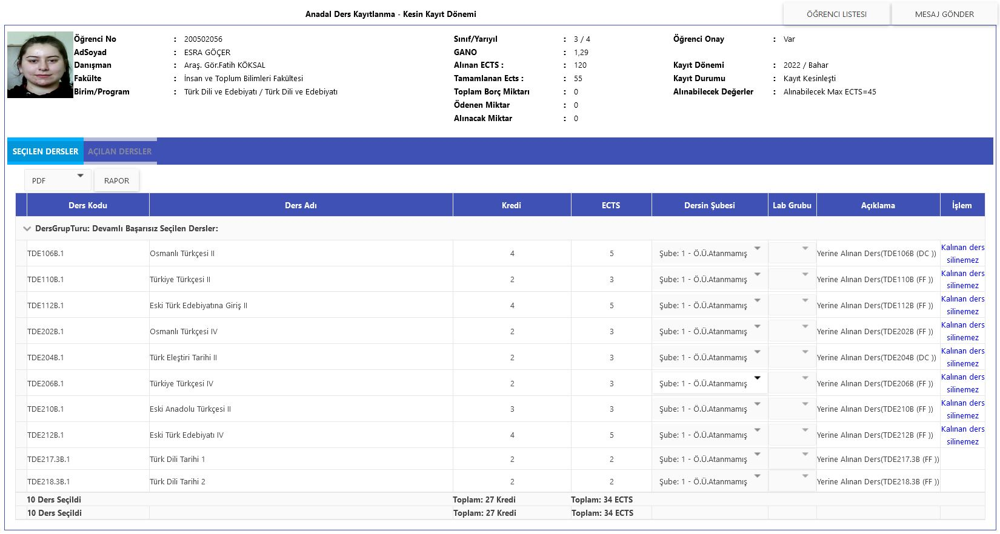 Anadal Ders Kayıtlanma - Kesin Kayıt Dönemi
ÖĞRENCI LISTESI
MESAJ GÖNDER
Öğrenci No : 200502056 Sınıf/Yarıyıl : 3 / 4 Öğrenci Onay : Var
AdSoyad : ESRA GÖÇER GANO : 1,29
Danışman : Araş. Gör.Fatih KÖKSAL Alınan ECTS : : 120 Kayıt Dönemi : 2022 / Bahar
Fakülte : İnsan ve Toplum Bilimleri Fakültesi Tamamlanan Ects : : 55 Kayıt Durumu : Kayıt Kesinleşti
Birim/Program : Türk Dili ve Edebiyatı / Türk Dili ve Edebiyatı Toplam Borç Miktarı : 0 Alınabilecek Değerler : Alınabilecek Max ECTS=45
Ödenen Miktar : 0
Alınacak Miktar : 0
SEÇILEN DERSLER AÇILAN DERSLER
PDF RAPOR
Ders Kodu Ders Adı Kredi ECTS Dersin Şubesi Lab Grubu Açıklama İşlem
DersGrupTuru: Devamlı Başarısız Seçilen Dersler:
TDE106B.1 Osmanlı Türkçesi II 4 5 Şube: 1 - Ö.Ü.Atanmamış Yerine Alınan Ders(TDE106B (DC )) Kalınan ders silinemez
TDE110B.1 Türkiye Türkçesi II 2 3 Şube: 1 - Ö.Ü.Atanmamış Yerine Alınan Ders(TDE110B (FF )) Kalınan ders silinemez
TDE112B.1 Eski Türk Edebiyatına Giriş II 4 5 Şube: 1 - Ö.Ü.Atanmamış Yerine Alınan Ders(TDE112B (FF )) Kalınan ders silinemez
TDE202B.1 Osmanlı Türkçesi IV 2 3 Şube: 1 - Ö.Ü.Atanmamış Yerine Alınan Ders(TDE202B (FF )) Kalınan ders silinemez
TDE204B.1 Türk Eleştiri Tarihi II 2 3 Şube: 1 - Ö.Ü.Atanmamış Yerine Alınan Ders(TDE204B (DC )) Kalınan ders silinemez
TDE206B.1 Türkiye Türkçesi IV 2 3 Şube: 1 - Ö.Ü.Atanmamış Yerine Alınan Ders(TDE206B (FF )) Kalınan ders silinemez
TDE210B.1 Eski Anadolu Türkçesi II 3 3 Şube: 1 - Ö.Ü.Atanmamış Yerine Alınan Ders(TDE210B (FF )) Kalınan ders silinemez
TDE212B.1 Eski Türk Edebiyatı IV 4 5 Şube: 1 - Ö.Ü.Atanmamış Yerine Alınan Ders(TDE212B (FF )) Kalınan ders silinemez
TDE217.3B.1 Türk Dili Tarihi 1 2 2 Şube: 1 - Ö.Ü.Atanmamış Yerine Alınan Ders(TDE217.3B (FF ))
TDE218.3B.1 Türk Dili Tarihi 2 2 2 Şube: 1 - Ö.Ü.Atanmamış Yerine Alınan Ders(TDE218.3B (FF ))
10 Ders Seçildi Toplam: 27 Kredi Toplam: 34 ECTS
10 Ders Seçildi Toplam: 27 Kredi Toplam: 34 ECTS